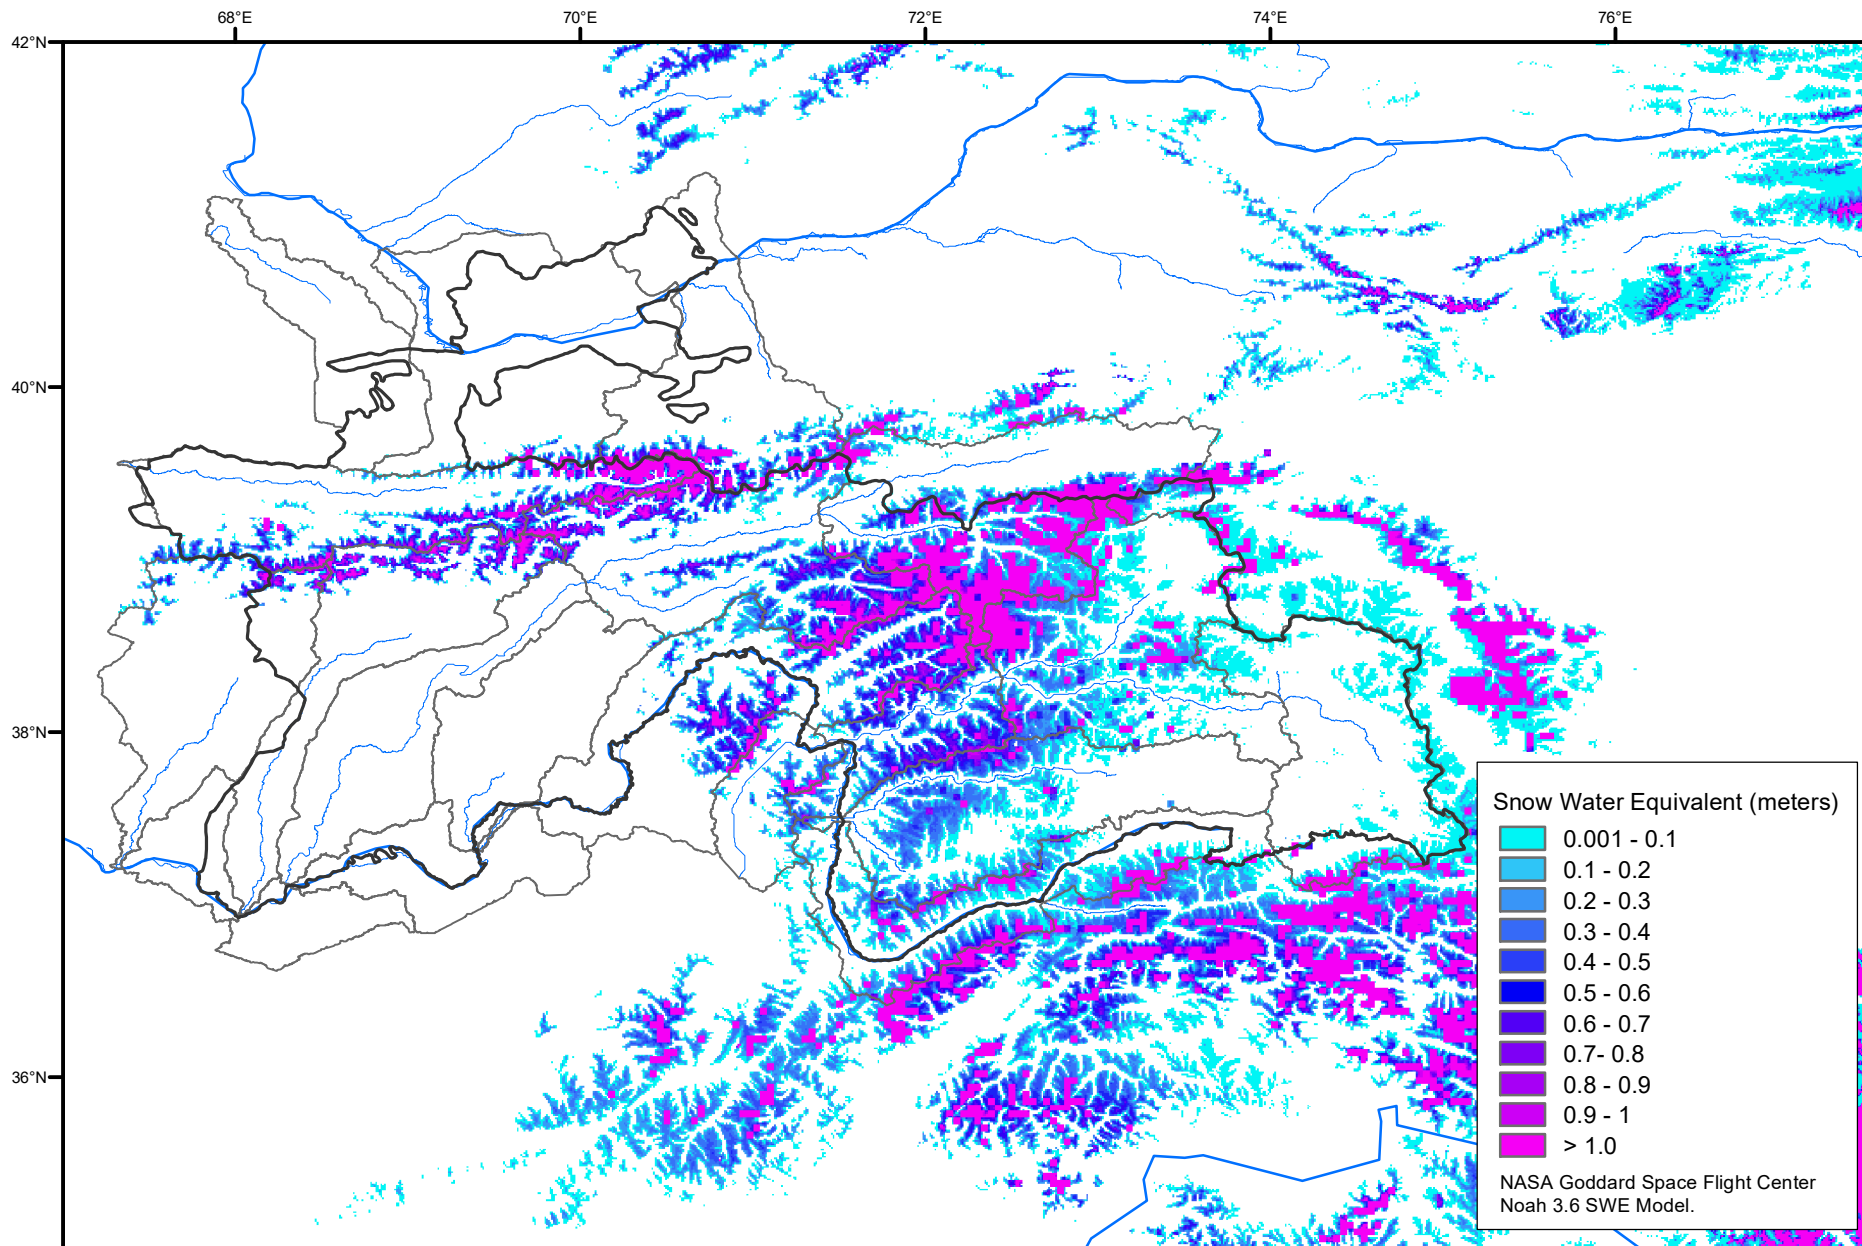 68°E
70°E
72°E
74°E
76°E
42°N
40°N
38°N
36°N
Snow Water Equivalent (meters)
0.001 - 0.1
0.1 - 0.2
0.2 - 0.3
0.3 - 0.4
0.4 - 0.5
0.5 - 0.6
0.6 - 0.7
0.7- 0.8
0.8 - 0.9
0.9 - 1
> 1.0
NASA Goddard Space Flight Center
Noah 3.6 SWE Model.